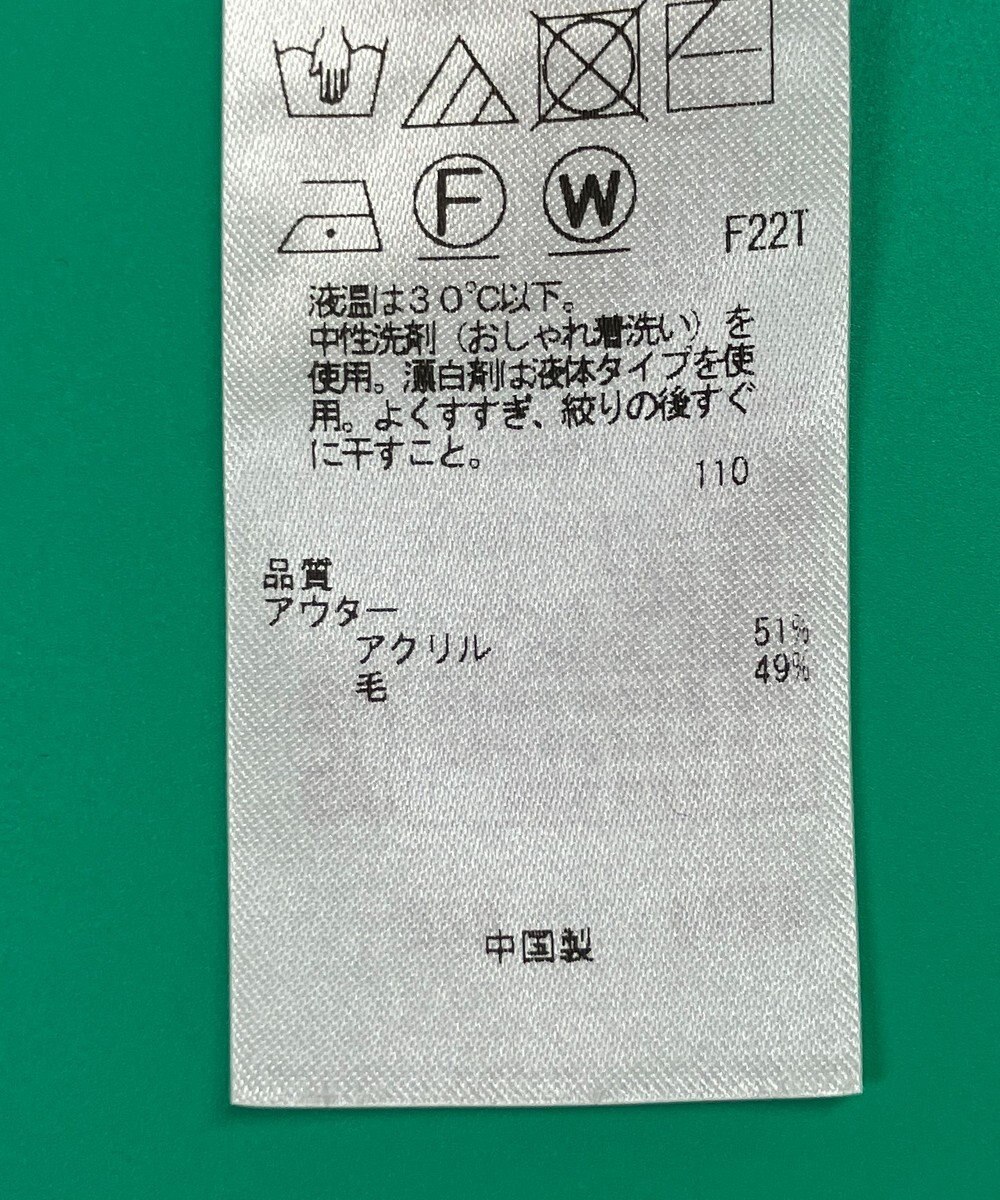 F
W
F22T
液温は30℃以下。
中性洗剤(おしゃれ着洗い)を
使用。漂白剤は液体タイプを使
用。よくすすぎ、絞りの後すぐ
に干すこと。
110
品質
アウター
アクリル 51%
毛 49%
中国製